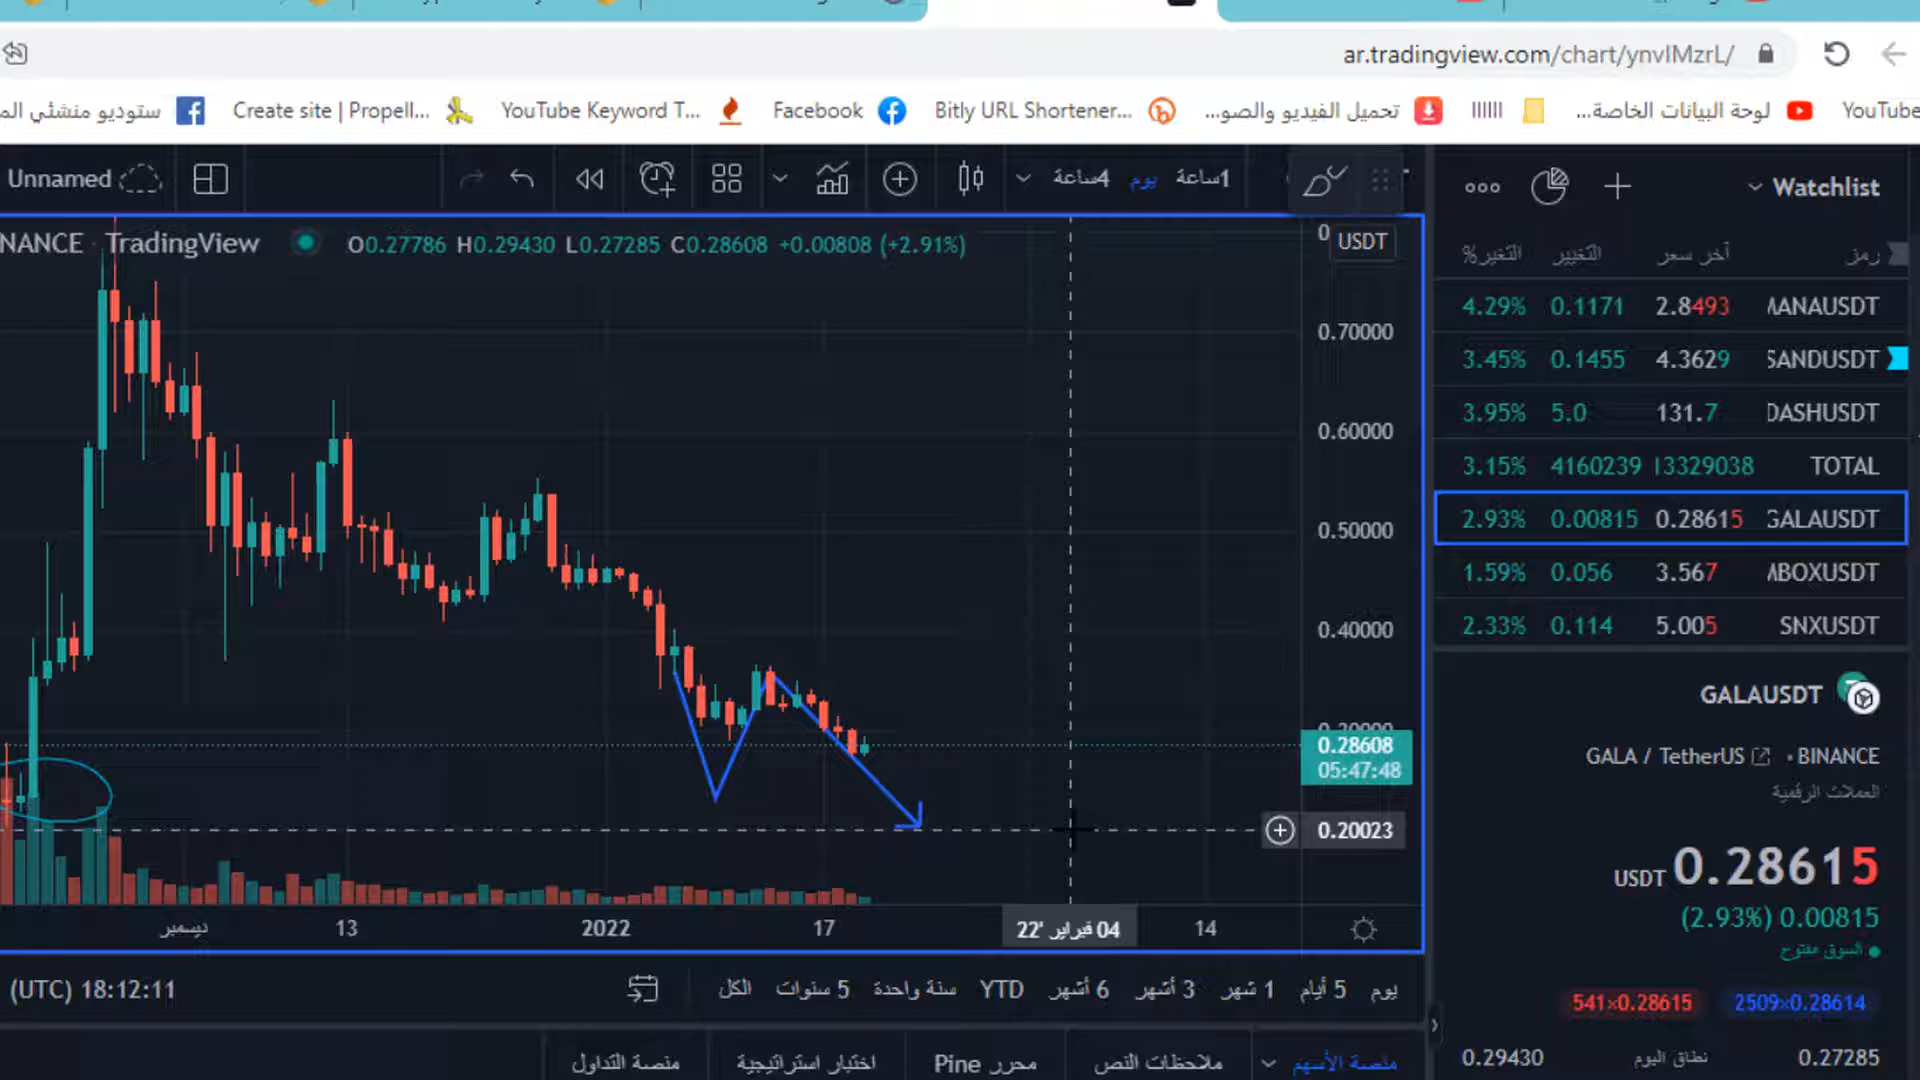 ar.tradingview.com/chart/ynvIMzrL/
YouTube
لوحة البيانات الخاصة...
تحميل الفيديو والصو...
Bitly URL Shortener...
Facebook
YouTube Keyword T...
Create site | Propell...
ستوديو منشئي الم
Unnamed
1ساعة يوم 4ساعة
Watchlist
NANCE · TradingView O0.27786 H0.29430 L0.27285 C0.28608 +0.00808 (+2.91%)
USDT
0.70000
0.60000
0.50000
0.40000
0.28608
05:47:48
0.20023
ديسمبر 13 2022 17 04 فبراير '22 14
رمز آخر سعر التغيير التغير%
MANAUSDT 2.8493 0.1171 4.29%
SANDUSDT 4.3629 0.1455 3.45%
DASHUSDT 131.7 5.0 3.95%
TOTAL 13329038 4160239 3.15%
GALAUSDT 0.28615 0.00815 2.93%
MBOXUSDT 3.567 0.056 1.59%
SNXUSDT 5.005 0.114 2.33%
GALAUSDT
GALA / TetherUS • BINANCE
العملات الرقمية
USDT 0.28615
(2.93%) 0.00815
السوق مفتوح
541×0.28615 2509×0.28614
0.29430 نطاق اليوم 0.27285
يوم 5 أيام 1 شهر 3 أشهر 6 أشهر YTD سنة واحدة 5 سنوات الكل
(UTC) 18:12:11
منصة الأسهم ملاحظات النص محرر Pine اختبار استراتيجية منصة التداول